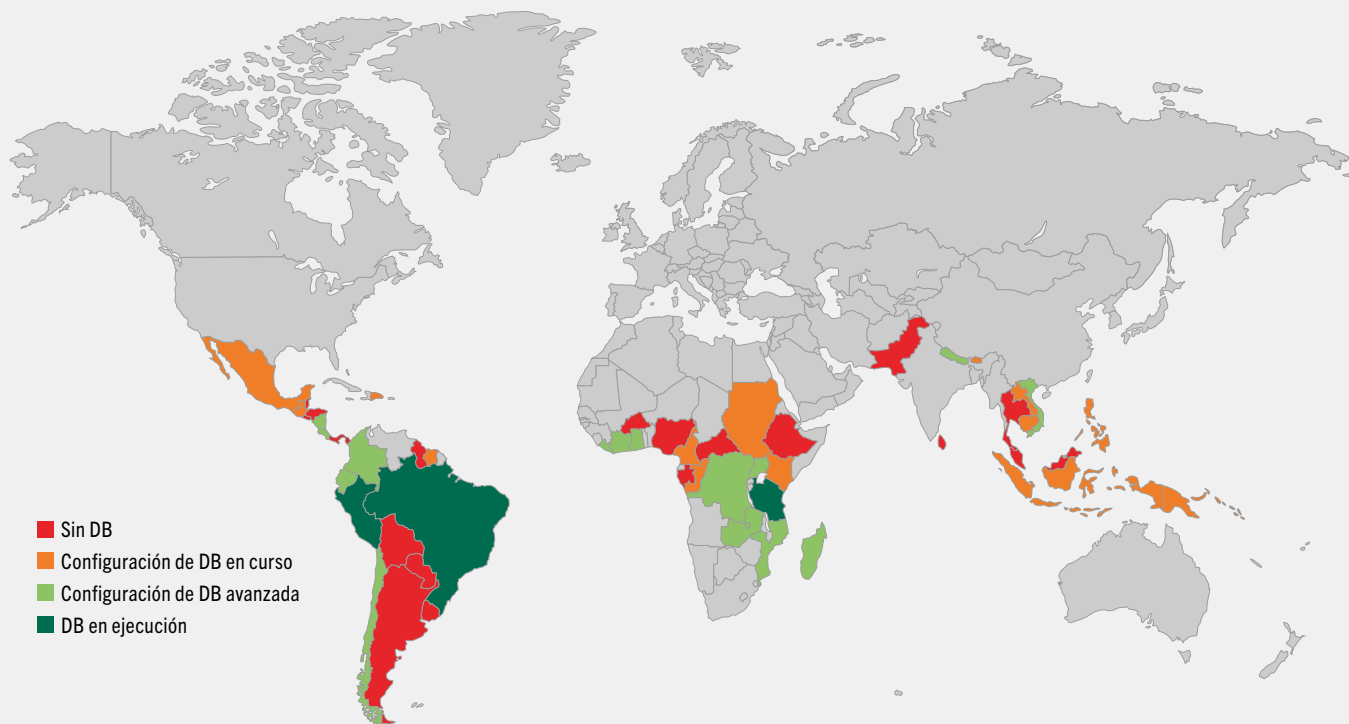 Sin DB
Configuración de DB en curso
Configuración de DB avanzada
DB en ejecución